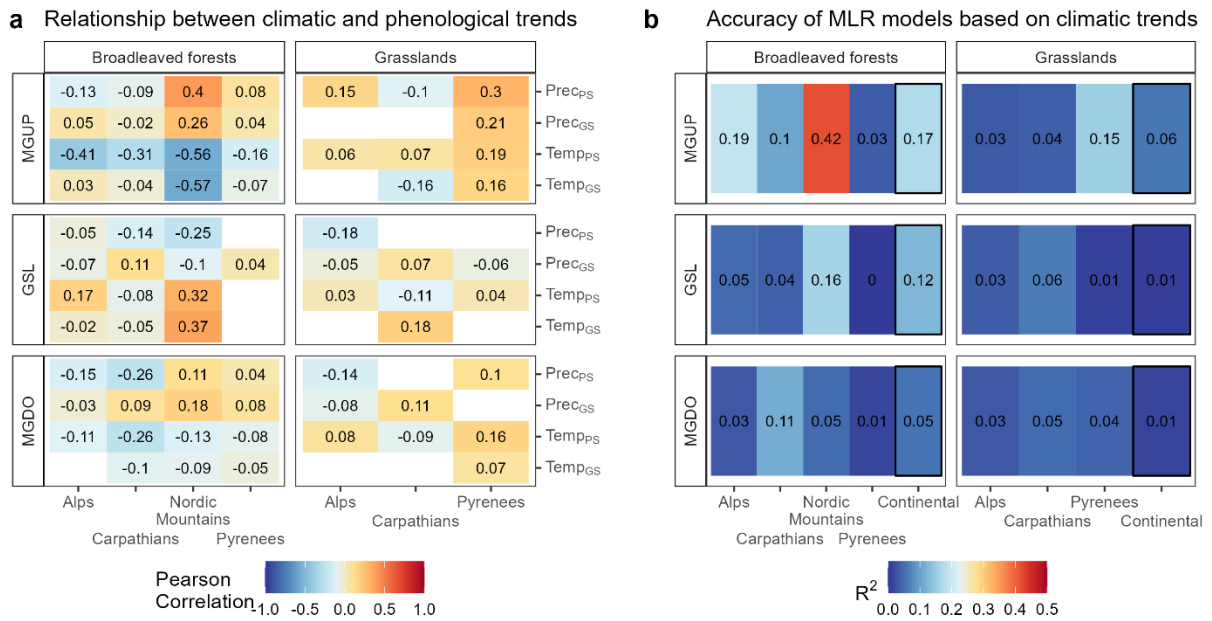 a Relationship between climatic and phenological trends
Broadleaved forests
Grasslands
MGUP
-0.13 -0.09 0.4 0.08 0.15 -0.1 0.3 PrecPS
0.05 -0.02 0.26 0.04 0.21 PrecGS
-0.41 -0.31 -0.56 -0.16 0.06 0.07 0.19 TempPS
0.03 -0.04 -0.57 -0.07 -0.16 0.16 TempGS
GSL
-0.05 -0.14 -0.25 -0.18 PrecPS
-0.07 0.11 -0.1 0.04 -0.05 0.07 -0.06 PrecGS
0.17 -0.08 0.32 0.03 -0.11 0.04 TempPS
-0.02 -0.05 0.37 0.18 TempGS
MGDO
-0.15 -0.26 0.11 0.04 -0.14 0.1 PrecPS
-0.03 0.09 0.18 0.08 -0.08 0.11 PrecGS
-0.11 -0.26 -0.13 -0.08 0.08 -0.09 0.16 TempPS
-0.1 -0.09 -0.05 0.07 TempGS
Alps Nordic Alps Pyrenees
Mountains
Carpathians Pyrenees Carpathians
Pearson
Correlation
-1.0 -0.5 0.0 0.5 1.0
b Accuracy of MLR models based on climatic trends
Broadleaved forests
Grasslands
MGUP
0.19 0.1 0.42 0.03 0.17 0.03 0.04 0.15 0.06
GSL
0.05 0.04 0.16 0 0.12 0.03 0.06 0.01 0.01
MGDO
0.03 0.11 0.05 0.01 0.05 0.03 0.05 0.04 0.01
Alps Nordic Continental Alps Pyrenees
Mountains
Carpathians Pyrenees Carpathians Continental
R²
0.0 0.1 0.2 0.3 0.4 0.5